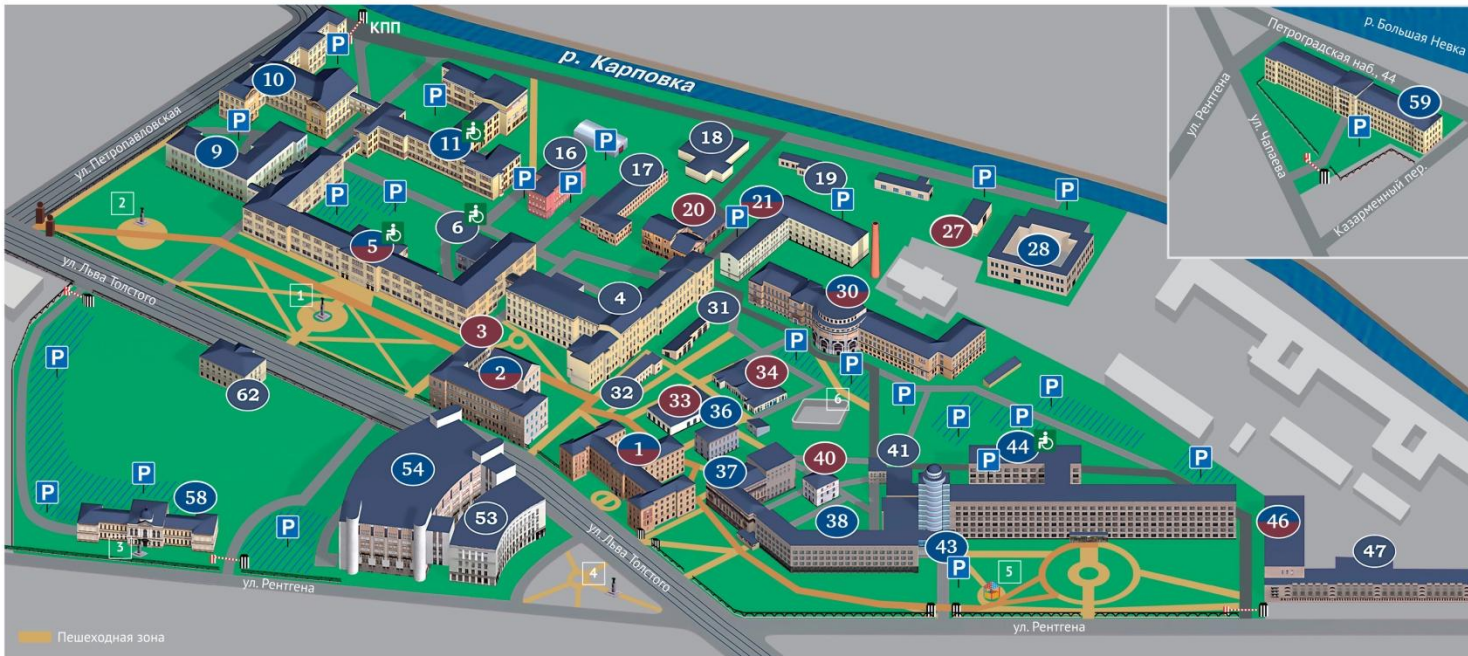 КПП
P
р. Карповка
р. Большая Невка
Петроградская наб., 44
59
P
ул. Рентгена
ул. Чапаева
Казарменный пер.
10
P
P
11
ул. Петропавловская
9
P
16
P
18
17
19
P
P
2
P
P
6
P
P
20
P
21
P
27
28
5
ул. Льва Толстого
1
4
31
30
3
P
P
2
62
32
34
33
36
6
P
P
P
P
P
54
1
37
40
41
P
44
P
P
58
53
38
46
3
P
43
P
47
ул. Льва Толстого
4
5
ул. Рентгена
ул. Рентгена
Пешеходная зона